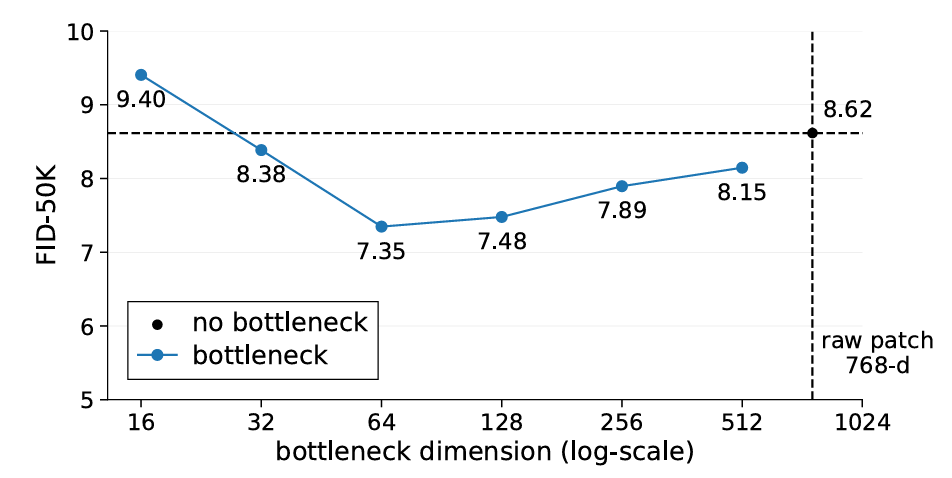 10
9
8
7
6
5
FID-50K
9.40
8.38
7.35
7.48
7.89
8.15
8.62
no bottleneck
bottleneck
raw patch
768-d
16 32 64 128 256 512 1024
bottleneck dimension (log-scale)